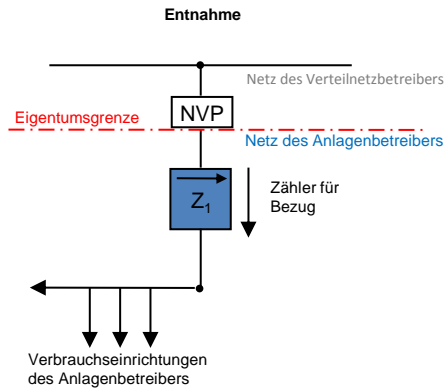 Entnahme
Netz des Verteilnetzbetreibers
NVP
Eigentumsgrenze
Netz des Anlagenbetreibers
Z₁
Zähler für
Bezug
Verbrauchseinrichtungen
des Anlagenbetreibers